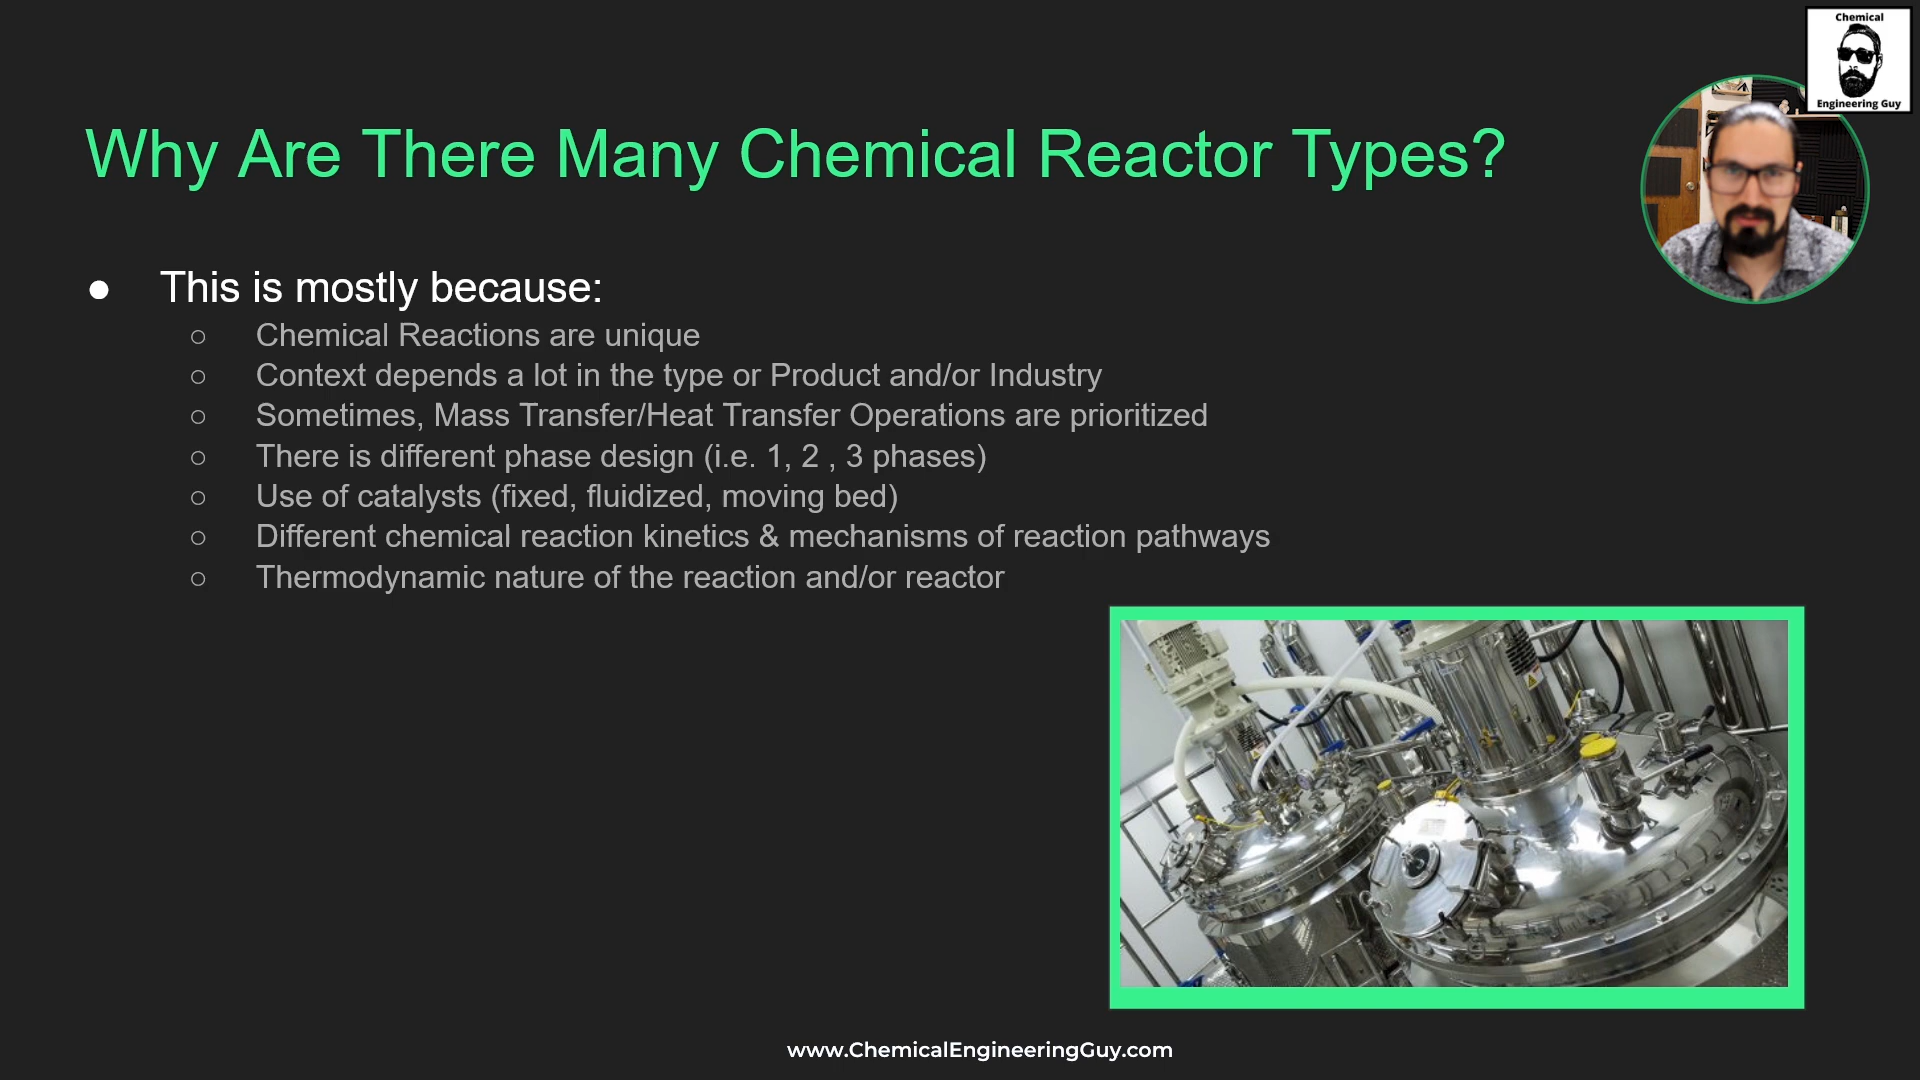 Chemical
Engineering Guy
Why Are There Many Chemical Reactor Types?
● This is mostly because:
○ Chemical Reactions are unique
○ Context depends a lot in the type or Product and/or Industry
○ Sometimes, Mass Transfer/Heat Transfer Operations are prioritized
○ There is different phase design (i.e. 1, 2 , 3 phases)
○ Use of catalysts (fixed, fluidized, moving bed)
○ Different chemical reaction kinetics & mechanisms of reaction pathways
○ Thermodynamic nature of the reaction and/or reactor
www.ChemicalEngineeringGuy.com